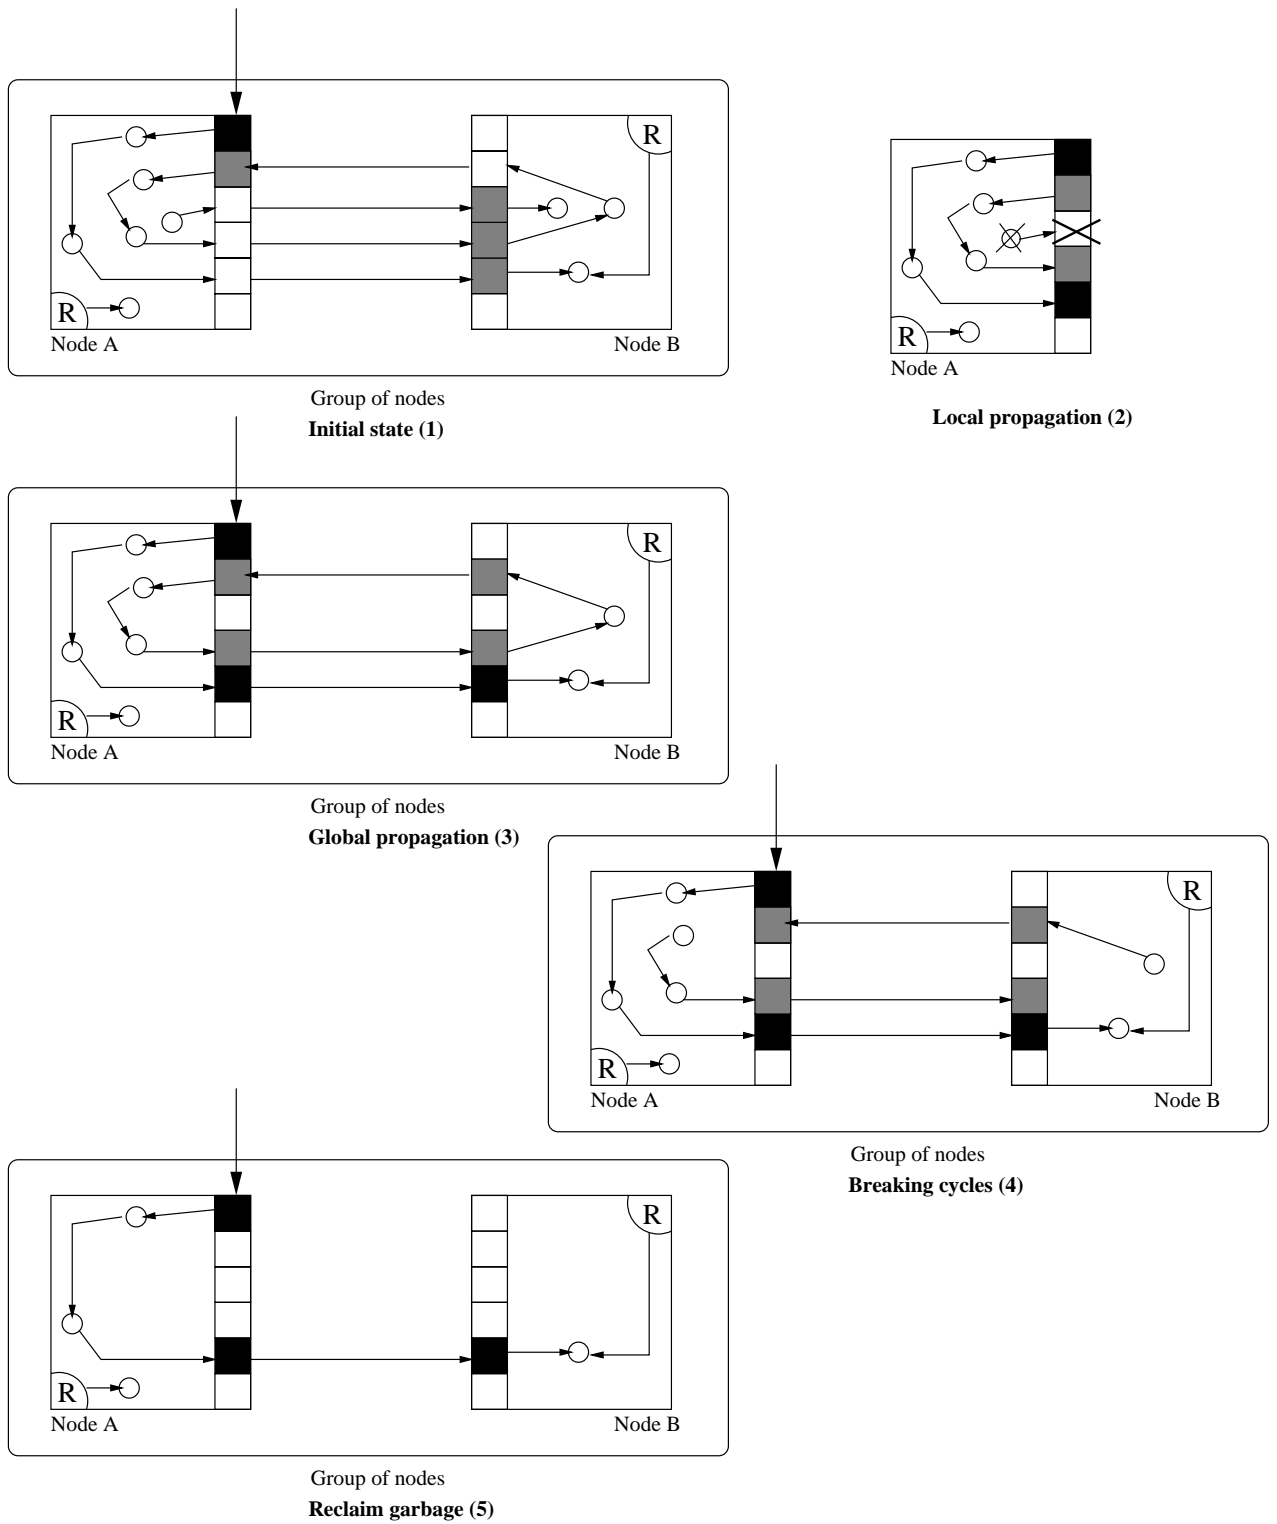 R
R
Node A Node B
Group of nodes
Initial state (1)
R
Node A
Local propagation (2)
R
R
Node A Node B
Group of nodes
Global propagation (3)
R
R
Node A Node B
Group of nodes
Breaking cycles (4)
R
R
Node A Node B
Group of nodes
Reclaim garbage (5)